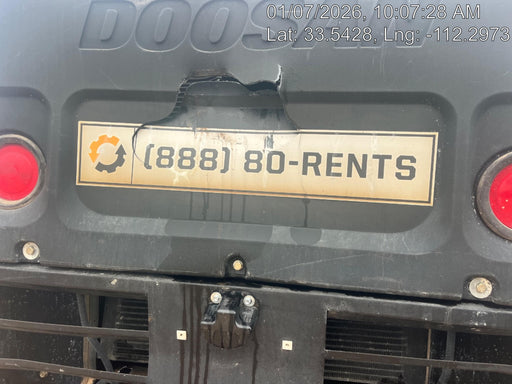 01/07/2026, 10:07:28 AM
Lat: 33.5428, Lng: -112.2973
DOOSAN
(888) 80-RENTS